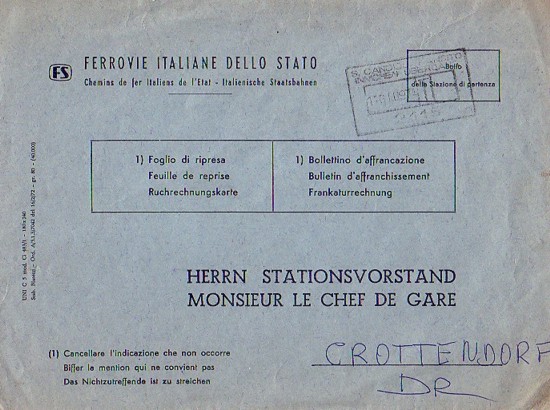 FS
FERROVIE ITALIANE DELLO STATO
Chemins de fer Italiens de l'Etat - Italienische Staatsbahnen
Bollo
della Stazione di partenza
S. CANDIDO
INNICHEN
1) Foglio di ripresa
Feuille de reprise
Ruchrechnungskarte
1) Bollettino d'affrancazione
Bulletin d'affranchissement
Frankaturrechnung
HERRN STATIONSVORSTAND
MONSIEUR LE CHEF DE GARE
CROTTENDORF
DR
(1) Cancellare l'indicazione che non occorre
Biffer la mention qui ne convient pas
Das Nichtzutreffende ist zu streichen